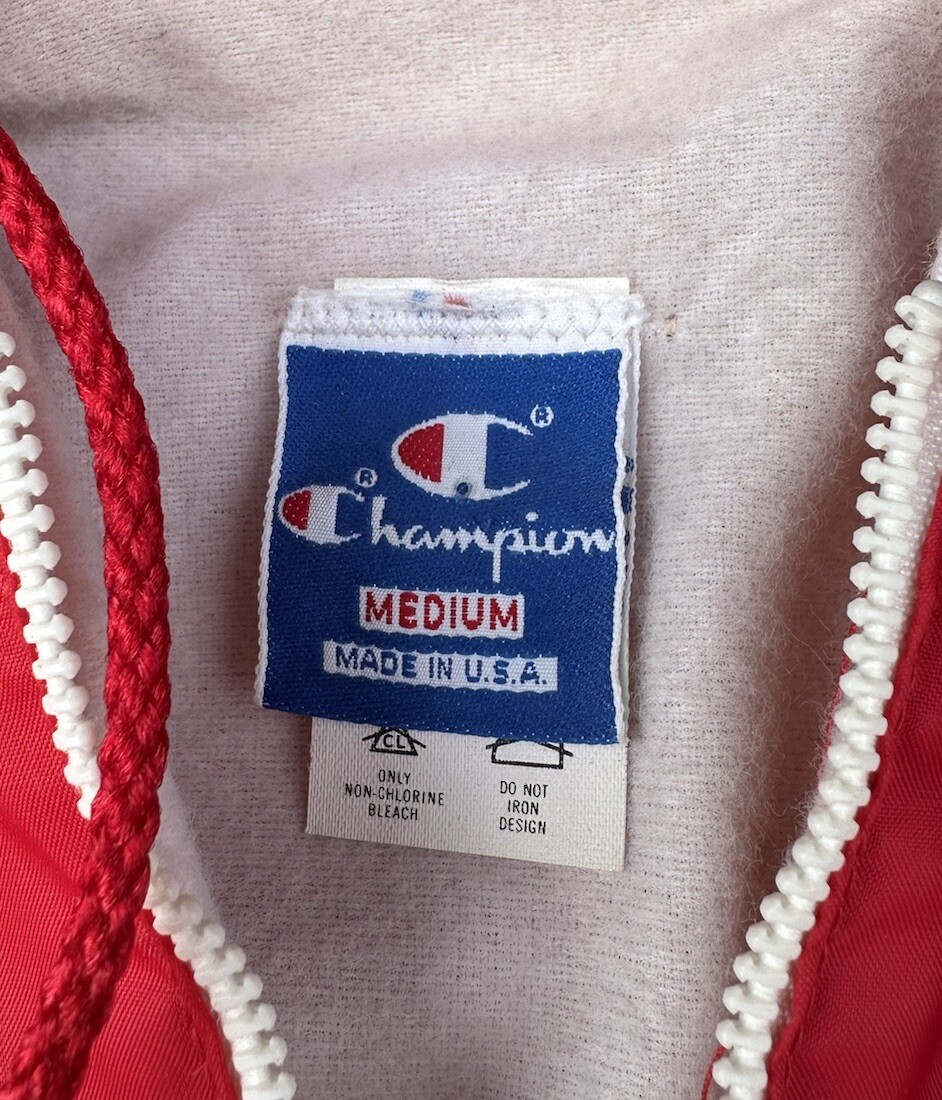 ®
® Champion
MEDIUM
MADE IN U.S.A.
CL
ONLY
NON-CHLORINE
BLEACH
DO NOT
IRON
DESIGN